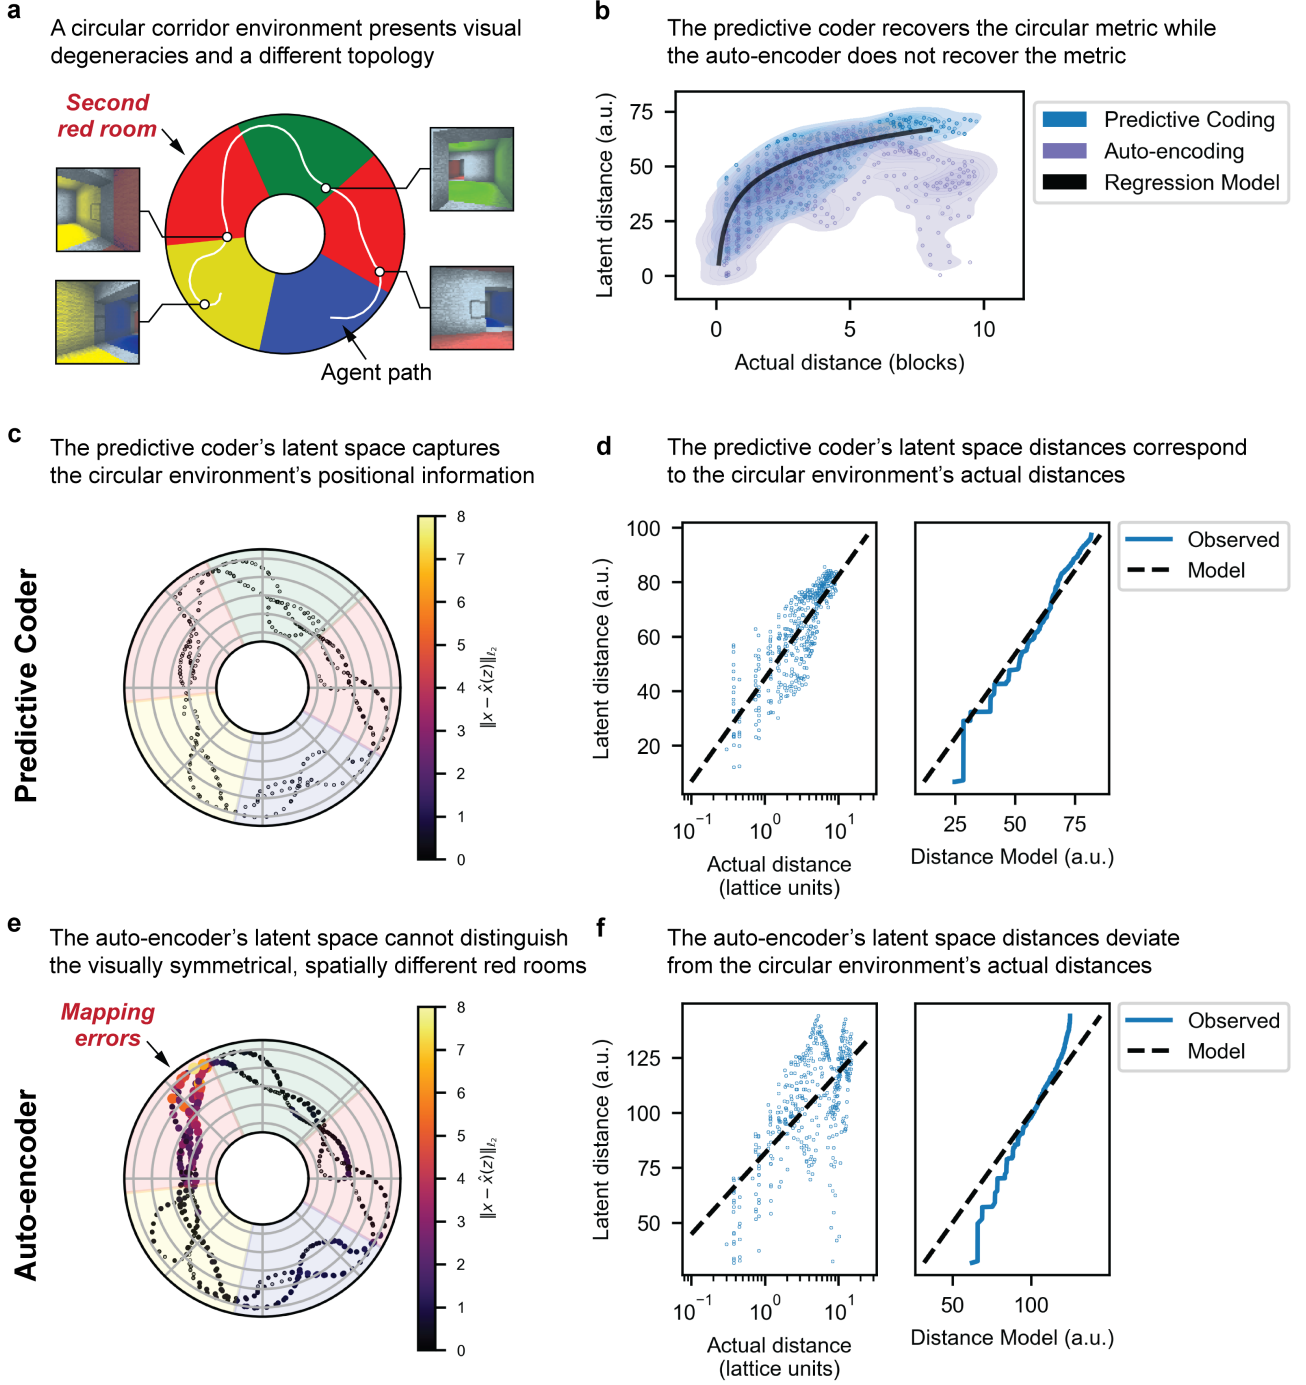 a
A circular corridor environment presents visual
degeneracies and a different topology
Second
red room
Agent path
b
The predictive coder recovers the circular metric while
the auto-encoder does not recover the metric
Latent distance (a.u.)
75
50
25
0
0 5 10
Actual distance (blocks)
Predictive Coding
Auto-encoding
Regression Model
c
The predictive coder's latent space captures
the circular environment's positional information
Predictive Coder
8
7
6
5
4
3
2
1
0
‖x − x̂(z)‖ℓ₂
d
The predictive coder's latent space distances correspond
to the circular environment's actual distances
Latent distance (a.u.)
100
80
60
40
20
10⁻¹ 10⁰ 10¹
Actual distance
(lattice units)
25 50 75
Distance Model (a.u.)
Observed
Model
e
The auto-encoder's latent space cannot distinguish
the visually symmetrical, spatially different red rooms
Auto-encoder
Mapping
errors
8
7
6
5
4
3
2
1
0
‖x − x̂(z)‖ℓ₂
f
The auto-encoder's latent space distances deviate
from the circular environment's actual distances
Latent distance (a.u.)
125
100
75
50
10⁻¹ 10⁰ 10¹
Actual distance
(lattice units)
50 100
Distance Model (a.u.)
Observed
Model